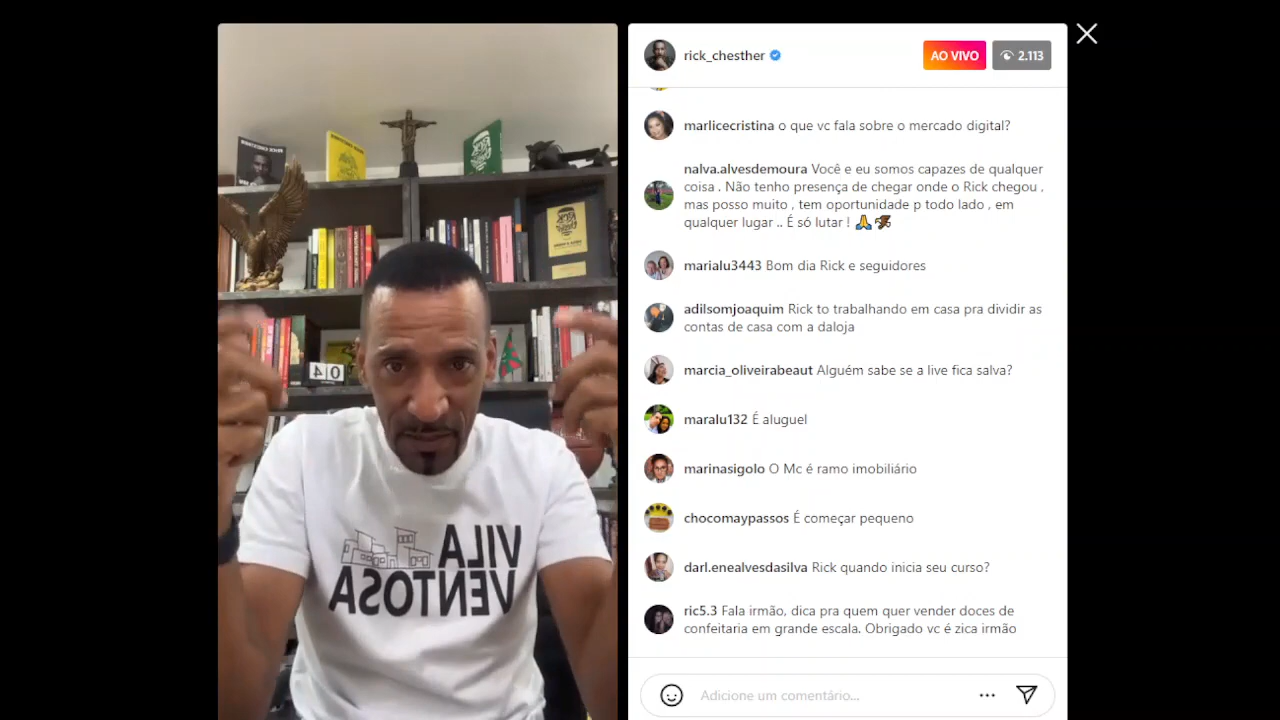 rick_chesther
AO VIVO
2.113
marlicecristina o que vc fala sobre o mercado digital?
nalva.alvesdemoura Você e eu somos capazes de qualquer
coisa . Não tenho presença de chegar onde o Rick chegou ,
mas posso muito , tem oportunidade p todo lado , em
qualquer lugar .. É só lutar !
marialu3443 Bom dia Rick e seguidores
adilsomjoaquim Rick to trabalhando em casa pra dividir as
contas de casa com a daloja
marcia_oliveirabeaut Alguém sabe se a live fica salva?
maralu132 É aluguel
marinasigolo O Mc é ramo imobiliário
chocomaypassos É começar pequeno
darl.enealvesdasilva Rick quando inicia seu curso?
ric5.3 Fala irmão, dica pra quem quer vender doces de
confeitaria em grande escala. Obrigado vc é zica irmão
Adicione um comentário...
VILA
VENTOSA
04